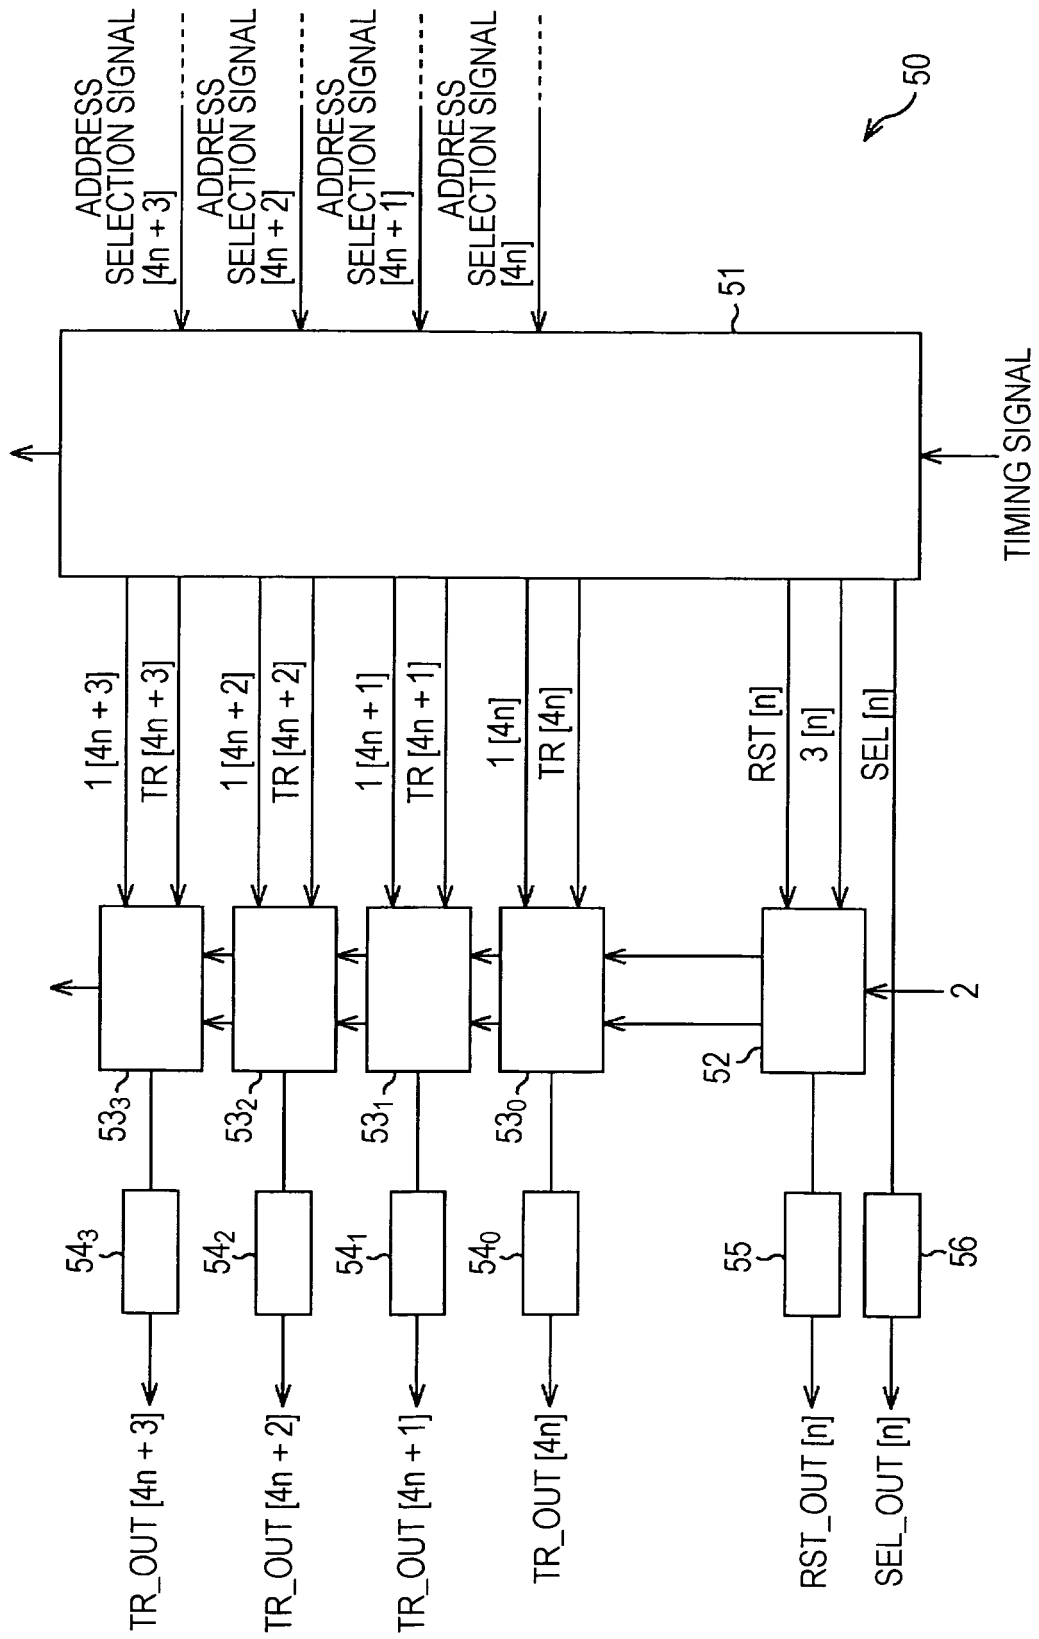 ADDRESS
SELECTION SIGNAL
[4n + 3]
ADDRESS
SELECTION SIGNAL
[4n + 2]
ADDRESS
SELECTION SIGNAL
[4n + 1]
ADDRESS
SELECTION SIGNAL
[4n]
50
51
TIMING SIGNAL
1 [4n + 3]
TR [4n + 3]
1 [4n + 2]
TR [4n + 2]
1 [4n + 1]
TR [4n + 1]
1 [4n]
TR [4n]
RST [n]
3 [n]
SEL [n]
53₃
53₂
53₁
53₀
52
2
54₃
54₂
54₁
54₀
55
56
TR_OUT [4n + 3]
TR_OUT [4n + 2]
TR_OUT [4n + 1]
TR_OUT [4n]
RST_OUT [n]
SEL_OUT [n]